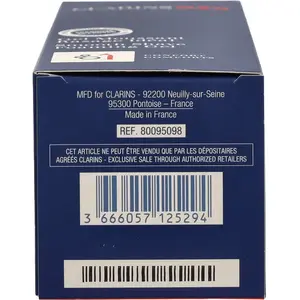 MFD for CLARINS - 92200 Neuilly-sur-Seine
95300 Pontoise – France
Made in France
REF. 80095098
CET ARTICLE NE PEUT ÊTRE VENDU QUE PAR LES DÉPOSITAIRES
AGRÉÉS CLARINS - EXCLUSIVE SALE THROUGH AUTHORIZED RETAILERS
3 666057 125294